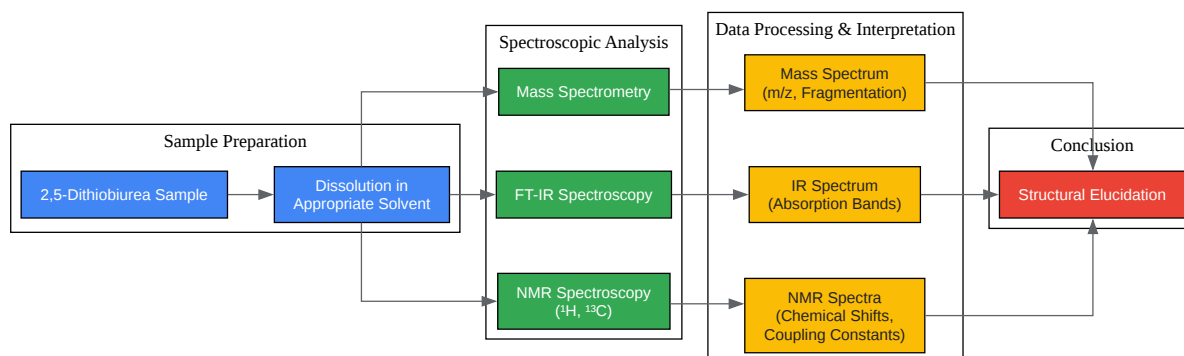 Sample Preparation
2,5-Dithiobiurea Sample
Dissolution in
Appropriate Solvent
Spectroscopic Analysis
Mass Spectrometry
FT-IR Spectroscopy
NMR Spectroscopy
(¹H, ¹³C)
Data Processing & Interpretation
Mass Spectrum
(m/z, Fragmentation)
IR Spectrum
(Absorption Bands)
NMR Spectra
(Chemical Shifts,
Coupling Constants)
Conclusion
Structural Elucidation